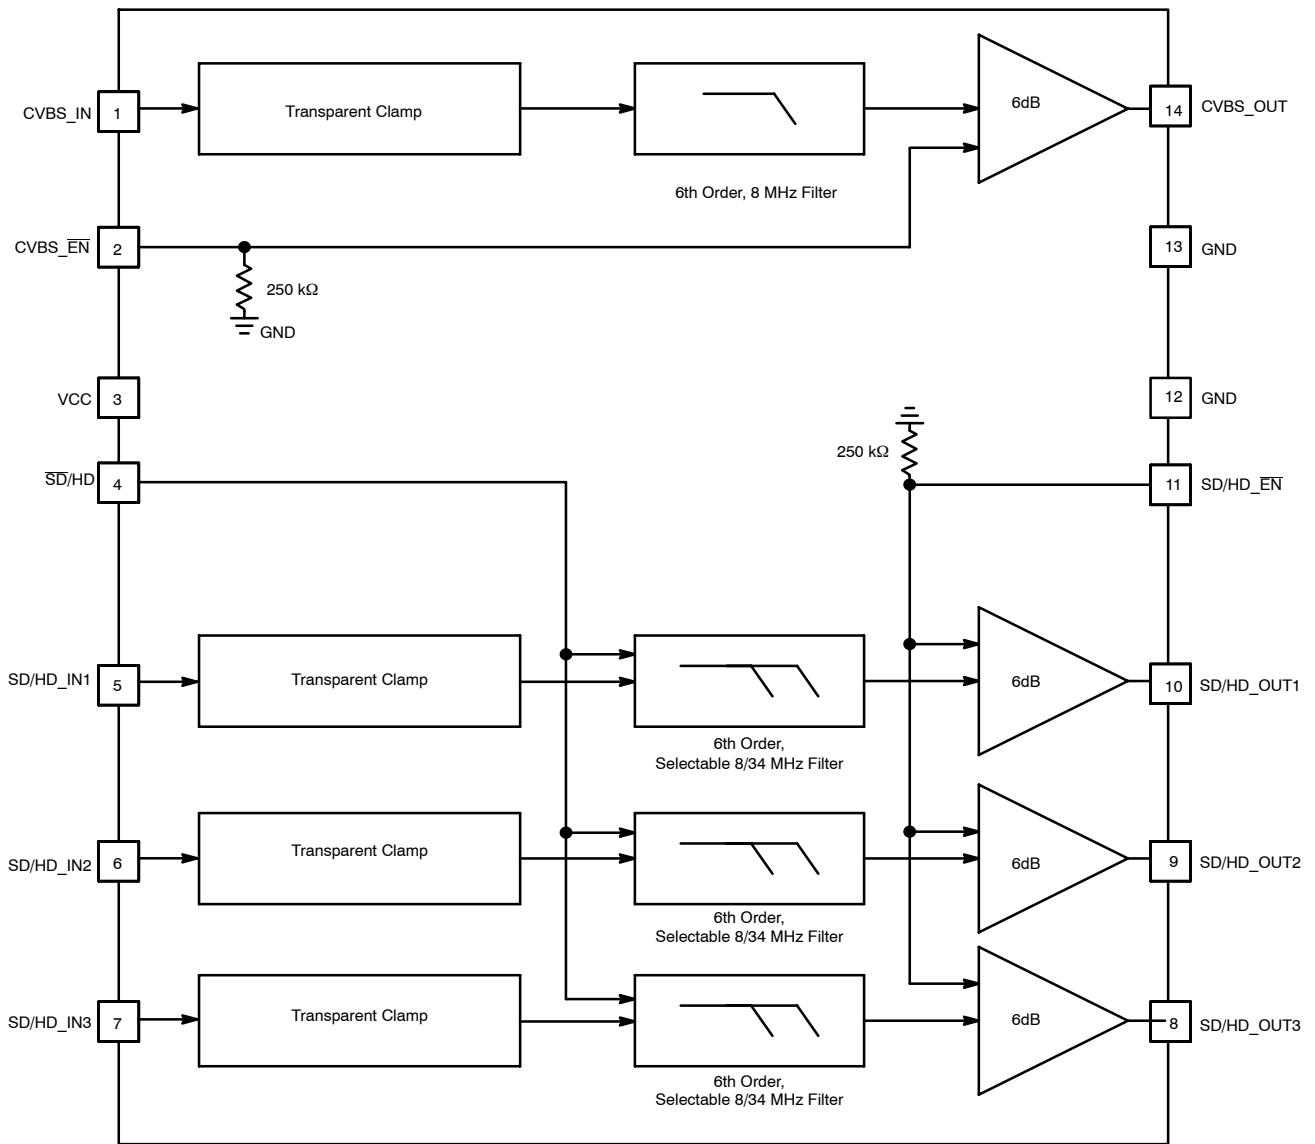 CVBS_IN 1 Transparent Clamp 6dB 14 CVBS_OUT
6th Order, 8 MHz Filter
CVBS_E̅N̅ 2 13 GND
250 kΩ
GND
VCC 3 12 GND
250 kΩ
S̅D̅/HD 4 11 SD/HD_E̅N̅
SD/HD_IN1 5 Transparent Clamp 6dB 10 SD/HD_OUT1
6th Order,
Selectable 8/34 MHz Filter
SD/HD_IN2 6 Transparent Clamp 6dB 9 SD/HD_OUT2
6th Order,
Selectable 8/34 MHz Filter
SD/HD_IN3 7 Transparent Clamp 6dB 8 SD/HD_OUT3
6th Order,
Selectable 8/34 MHz Filter